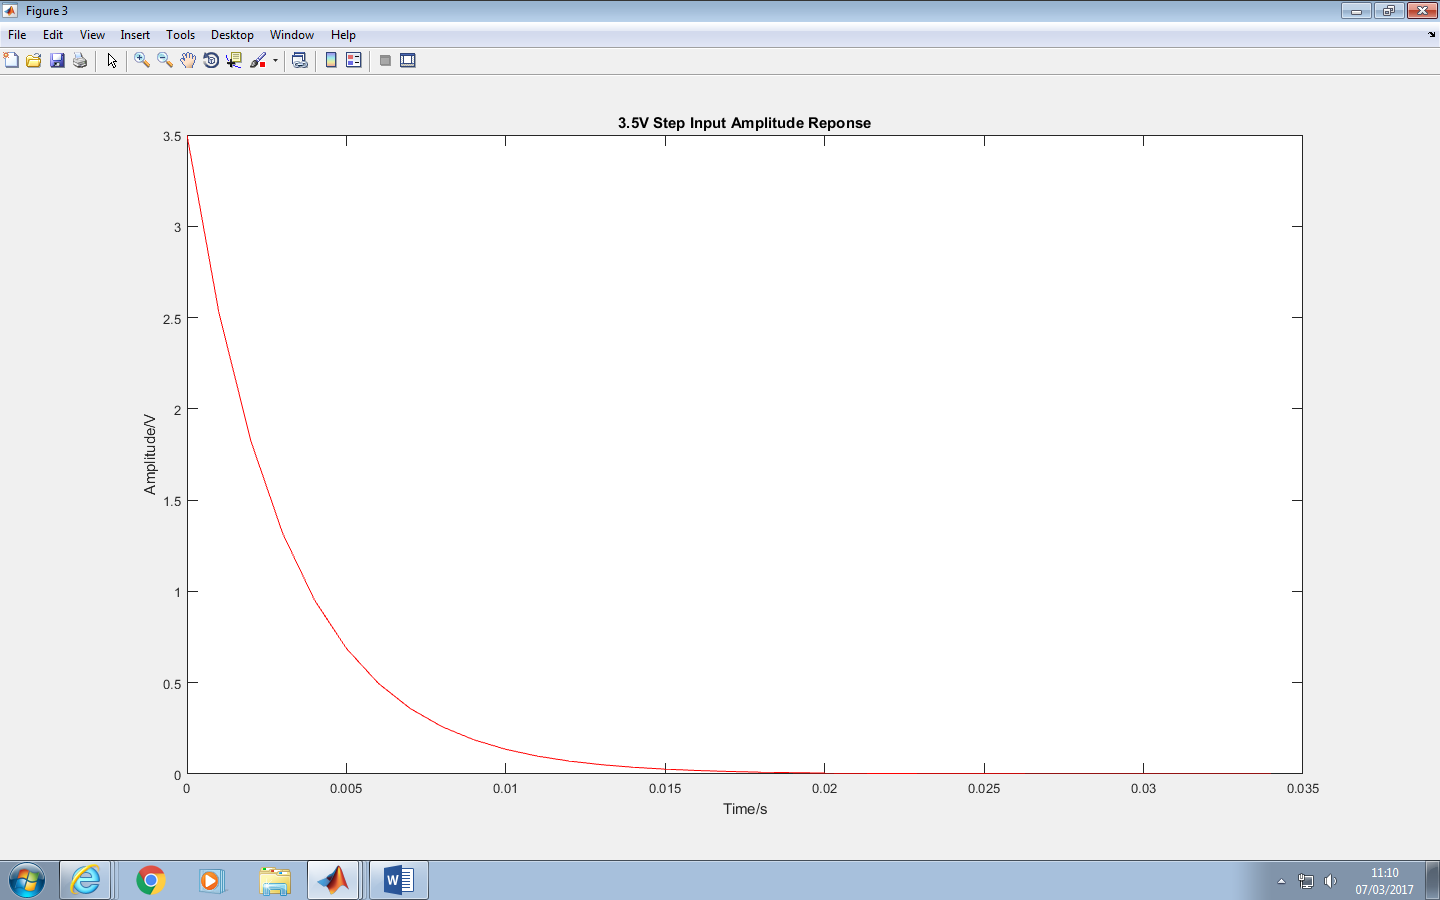 Figure 3
File Edit View Insert Tools Desktop Window Help
3.5V Step Input Amplitude Reponse
3.5
3
2.5
2
1.5
1
0.5
0
Amplitude/V
0 0.005 0.01 0.015 0.02 0.025 0.03 0.035
Time/s
W
11:10
07/03/2017